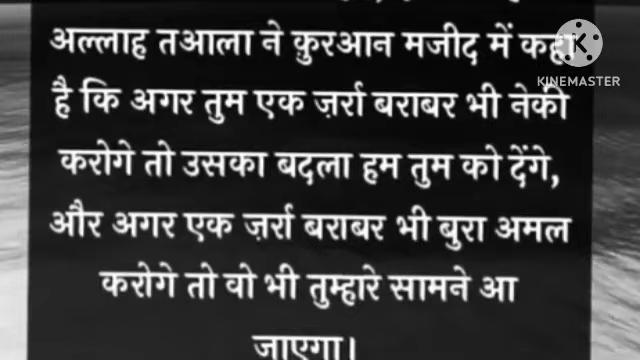 अल्लाह तआला ने क़ुरआन मजीद में कहा
है कि अगर तुम एक ज़र्रा बराबर भी नेकी
करोगे तो उसका बदला हम तुम को देंगे,
और अगर एक ज़र्रा बराबर भी बुरा अमल
करोगे तो वो भी तुम्हारे सामने आ
जाएगा।
K
KINEMASTER